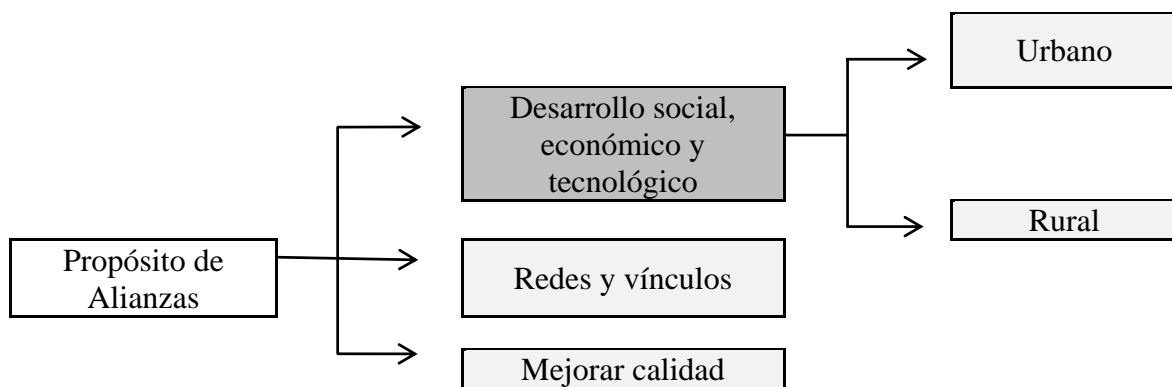 Propósito de
Alianzas
Desarrollo social,
económico y
tecnológico
Redes y vínculos
Mejorar calidad
Urbano
Rural